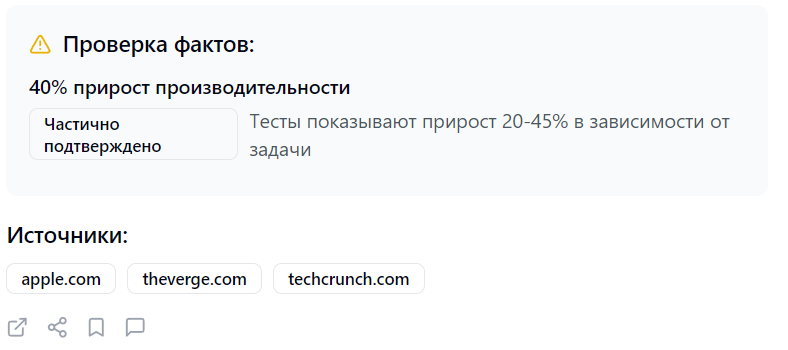 Проверка фактов:
40% прирост производительности
Частично
подтверждено
Тесты показывают прирост 20-45% в зависимости от
задачи
Источники:
apple.com
theverge.com
techcrunch.com